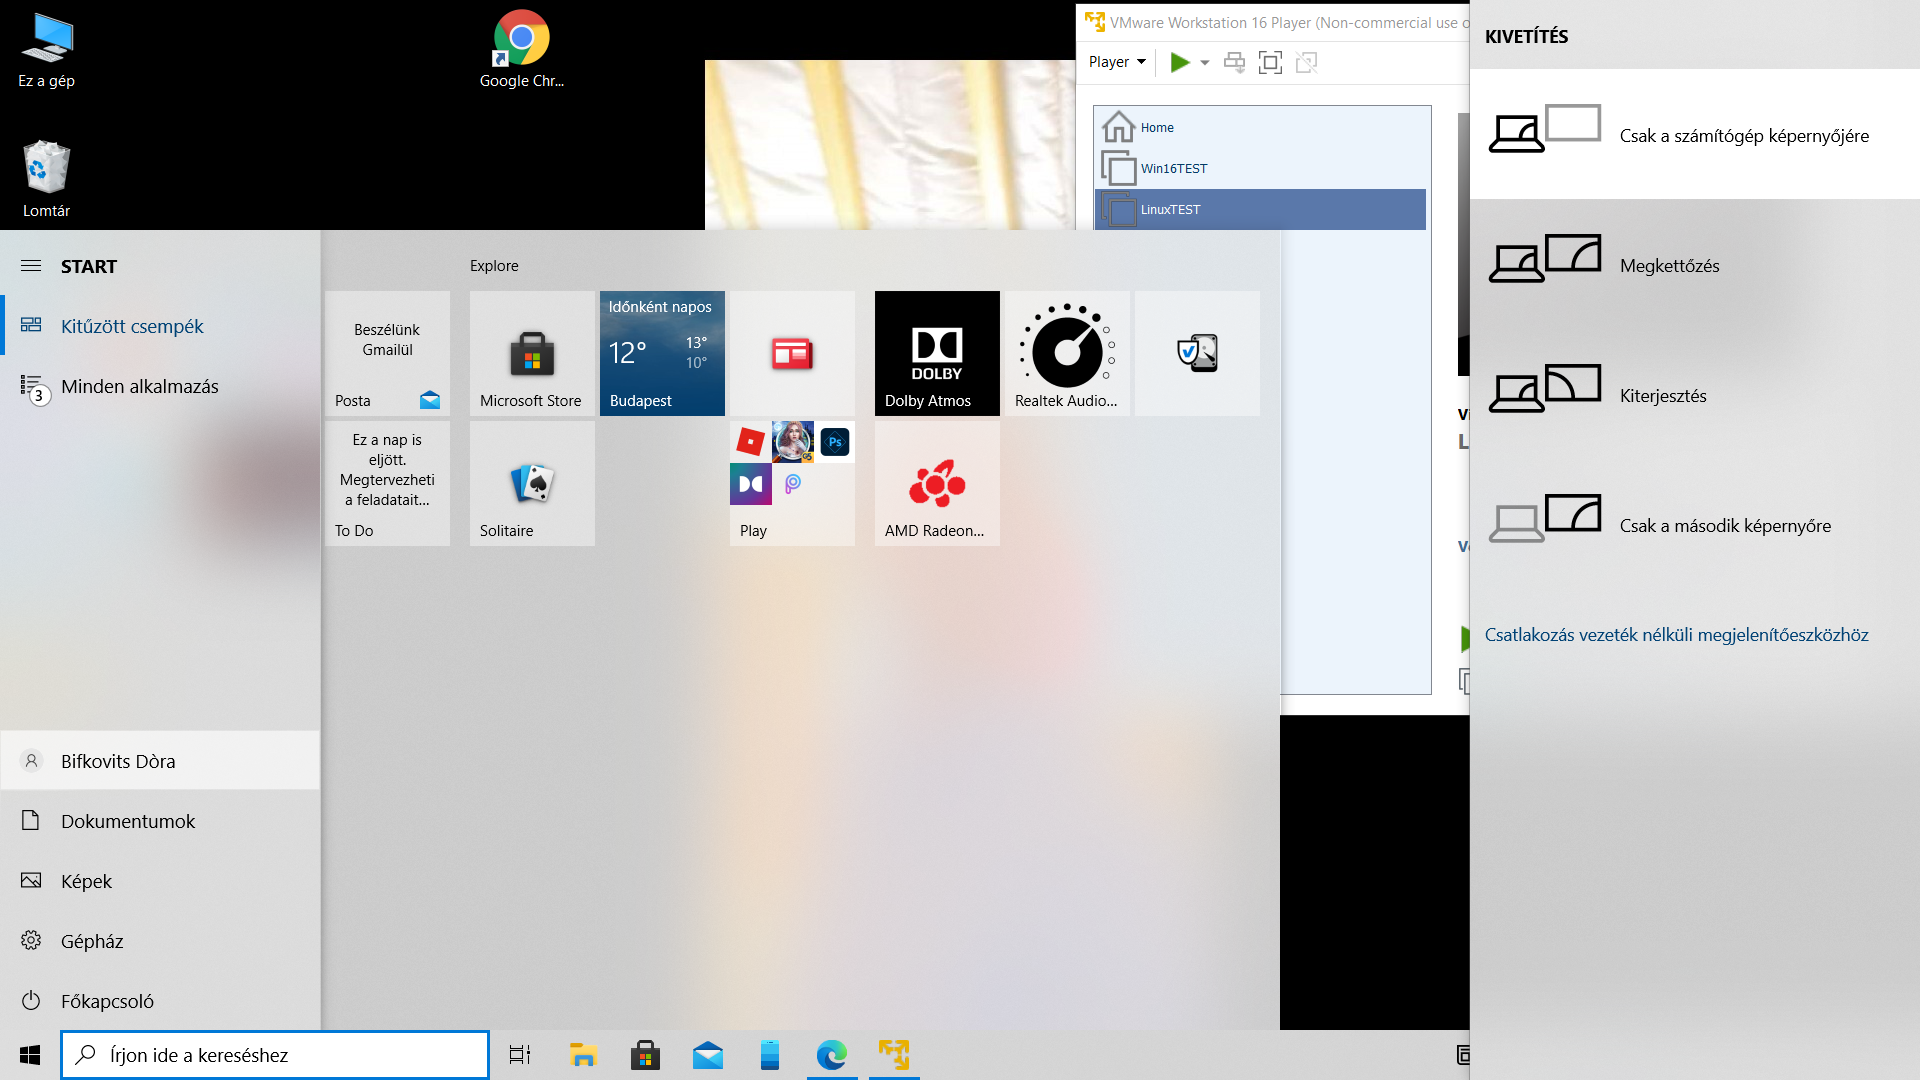 Ez a gép
Google Chr...
Lomtár
VMware Workstation 16 Player (Non-commercial use o
Player
Home
Win16TEST
LinuxTEST
START
Kitűzött csempék
Minden alkalmazás
3
Bifkovits Dòra
Dokumentumok
Képek
Gépház
Főkapcsoló
Explore
Beszélünk
Gmailül
Posta
Microsoft Store
Időnként napos
12°
13°
10°
Budapest
DOLBY
Dolby Atmos
Realtek Audio...
Ez a nap is
eljött.
Megtervezheti
a feladatait...
To Do
Solitaire
Ps
Play
AMD Radeon...
KIVETÍTÉS
Csak a számítógép képernyőjére
Megkettőzés
Kiterjesztés
Csak a második képernyőre
Csatlakozás vezeték nélküli megjelenítőeszközhöz
Írjon ide a kereséshez